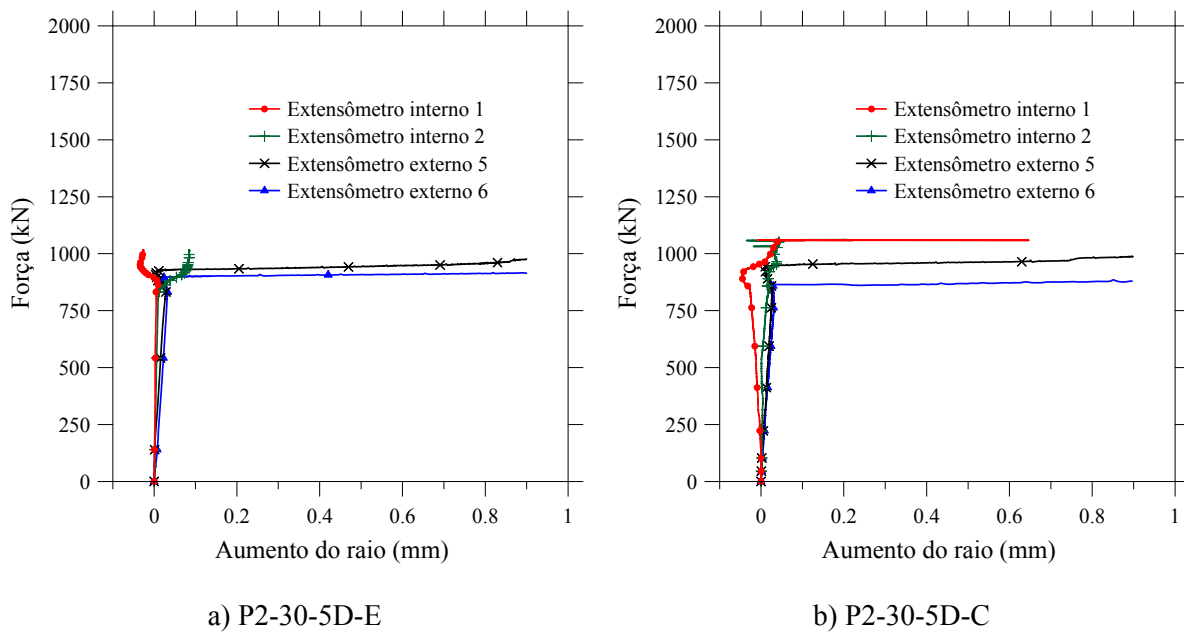 2000
1750
1500
1250
1000
750
500
250
0
Força (kN)
Extensômetro interno 1
Extensômetro interno 2
Extensômetro externo 5
Extensômetro externo 6
0 0.2 0.4 0.6 0.8 1
Aumento do raio (mm)
a) P2-30-5D-E
2000
1750
1500
1250
1000
750
500
250
0
Força (kN)
Extensômetro interno 1
Extensômetro interno 2
Extensômetro externo 5
Extensômetro externo 6
0 0.2 0.4 0.6 0.8 1
Aumento do raio (mm)
b) P2-30-5D-C